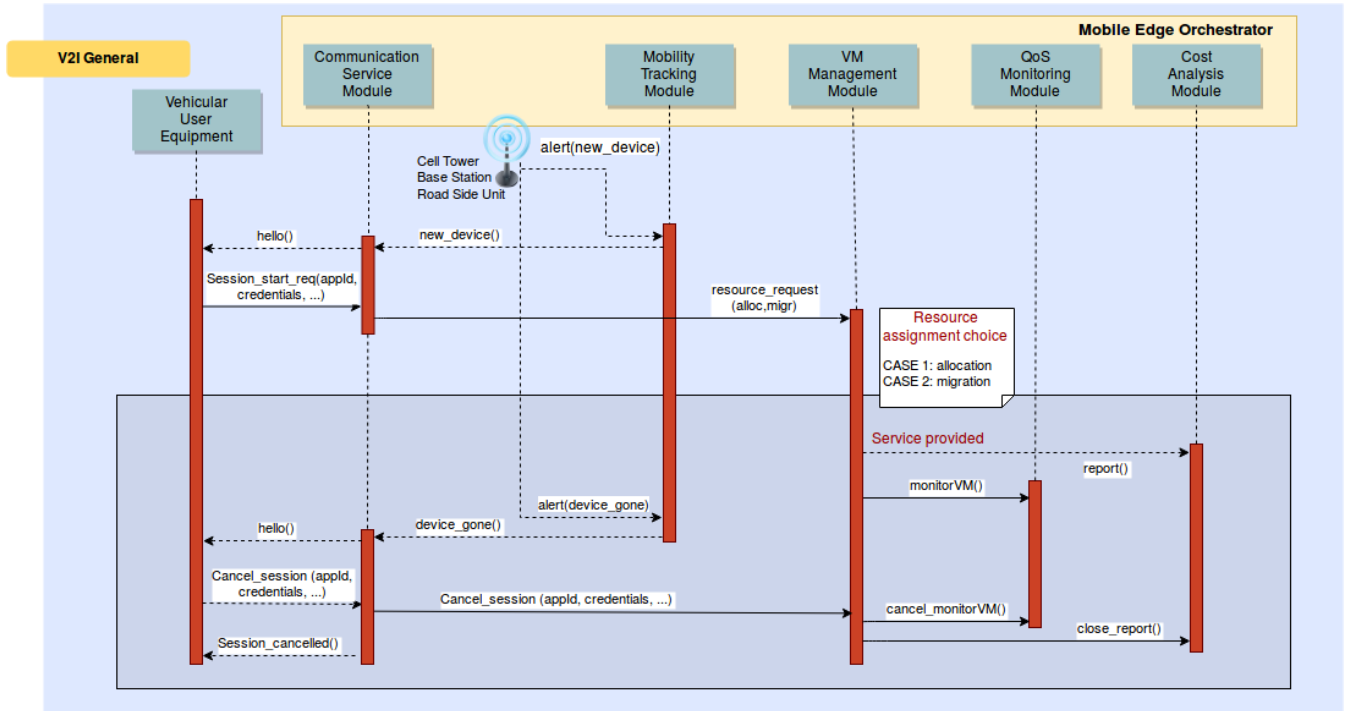 Mobile Edge Orchestrator
V2I General
Communication
Service
Module
Mobility
Tracking
Module
VM
Management
Module
QoS
Monitoring
Module
Cost
Analysis
Module
Vehicular
User
Equipment
alert(new_device)
Cell Tower
Base Station
Road Side Unit
hello()
new_device()
Session_start_req(appId,
credentials, ...)
resource_request
(alloc,migr)
Resource
assignment choice
CASE 1: allocation
CASE 2: migration
Service provided
report()
monitorVM()
alert(device_gone)
hello()
device_gone()
Cancel_session (appId,
credentials, ...)
Cancel_session (appId, credentials, ...)
cancel_monitorVM()
close_report()
Session_cancelled()